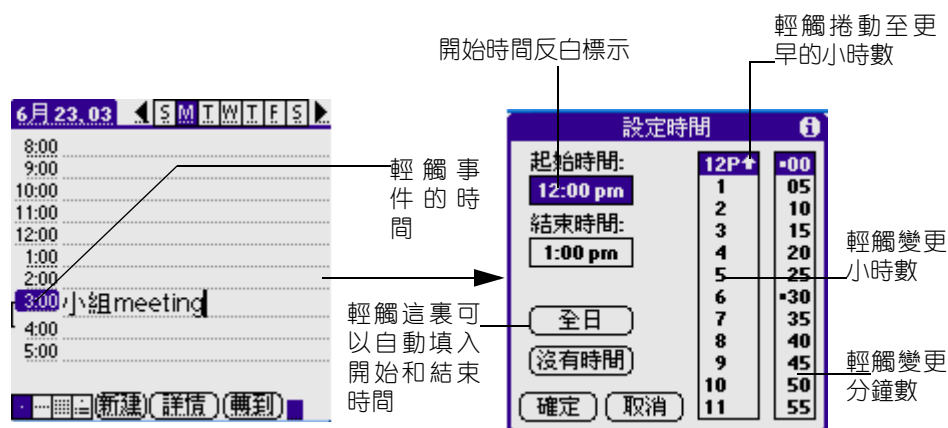 輕觸捲動至更
早的小時數
開始時間反白標示
6月 23, 03 S M T W T F S
8:00
9:00
10:00
11:00
12:00
1:00
2:00
3:00 小組meeting
4:00
5:00
新建 詳情 轉到
輕觸事
件的時
間
設定時間
起始時間:
12:00 pm
結束時間:
1:00 pm
全日
(沒有時間)
確定 取消
12P
1
2
3
4
5
6
7
8
9
10
11
00
05
10
15
20
25
30
35
40
45
50
55
輕觸這裏可
以自動填入
開始和結束
時間
輕觸變更
小時數
輕觸變更
分鐘數